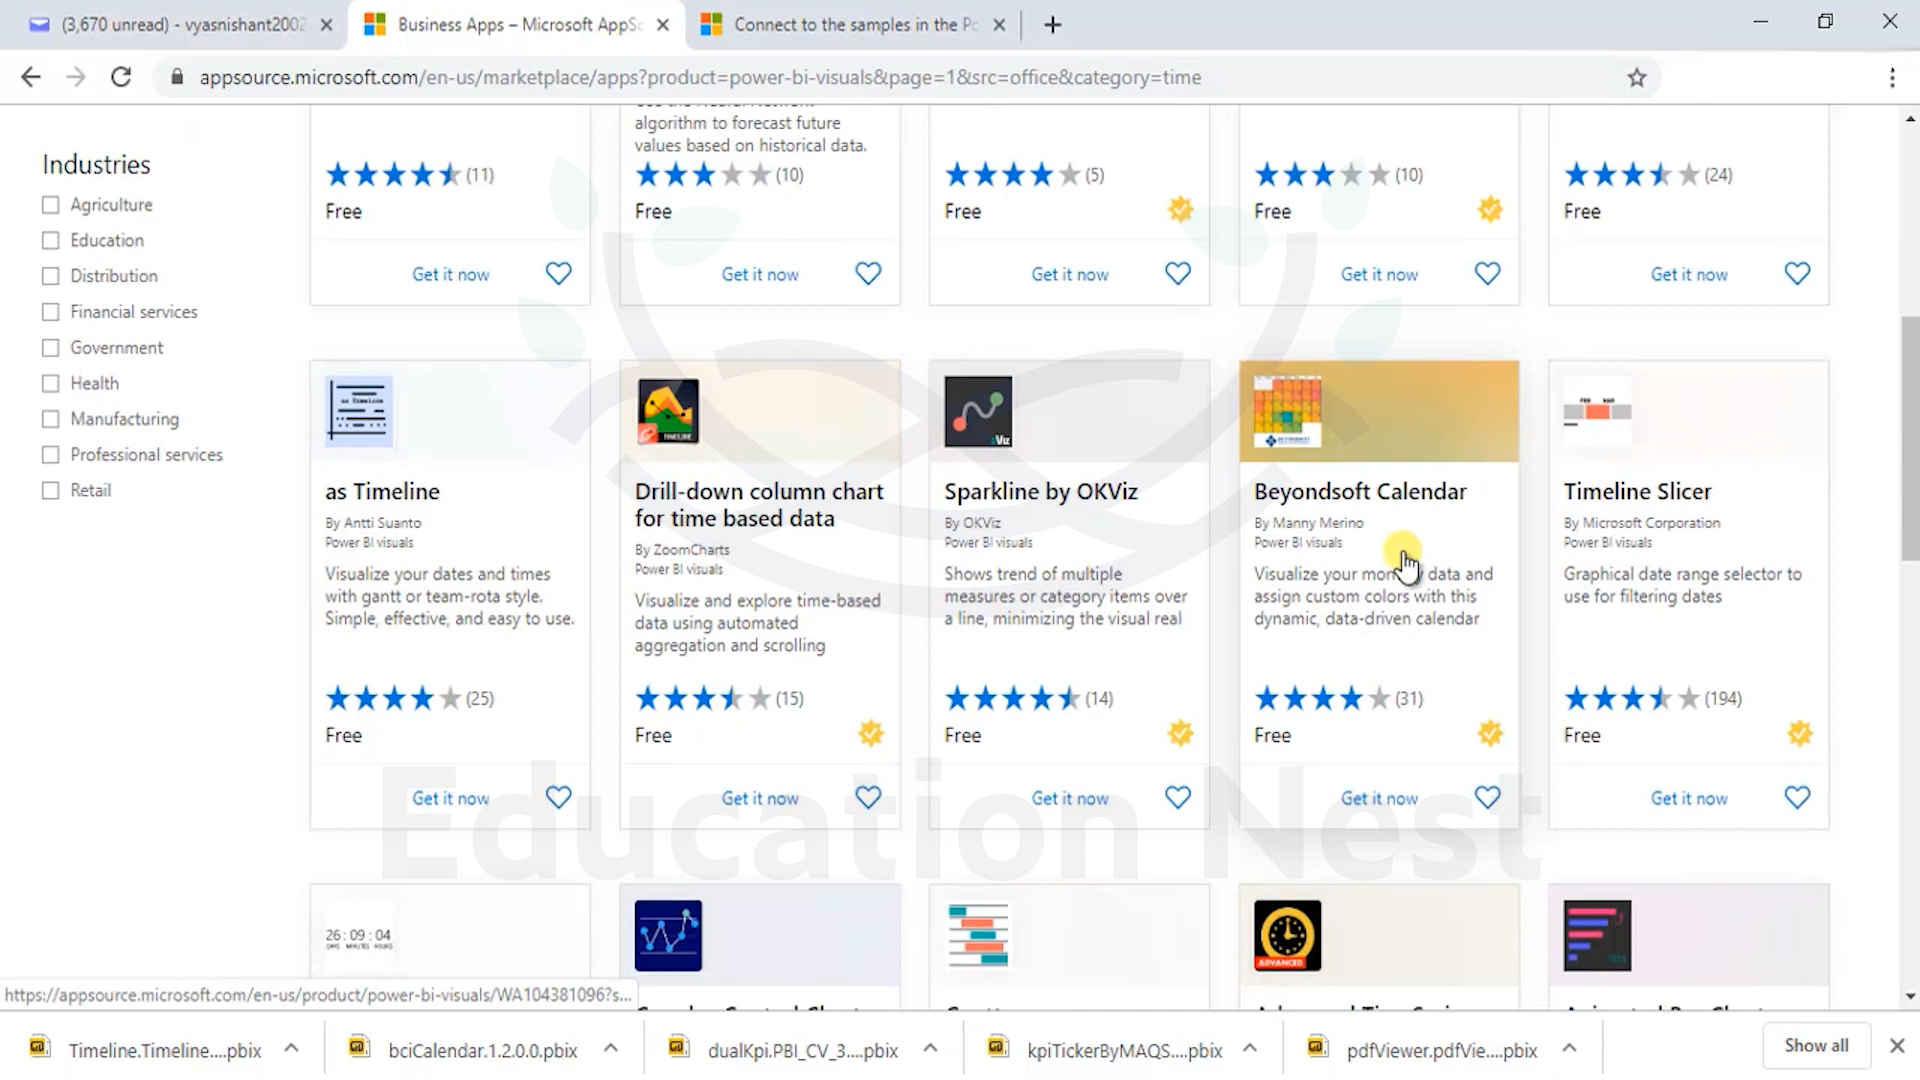 (3,670 unread) - vyasnishant2002
Business Apps – Microsoft AppSc
Connect to the samples in the Po
appsource.microsoft.com/en-us/marketplace/apps?product=power-bi-visuals&page=1&src=office&category=time
Industries
Agriculture
Education
Distribution
Financial services
Government
Health
Manufacturing
Professional services
Retail
algorithm to forecast future
values based on historical data.
(11)
(10)
(5)
(10)
(24)
Free
Free
Free
Free
Free
Get it now
Get it now
Get it now
Get it now
Get it now
as Timeline
By Antti Suanto
Power BI visuals
Visualize your dates and times
with gantt or team-rota style.
Simple, effective, and easy to use.
(25)
Free
Get it now
TIMELINE
Drill-down column chart
for time based data
By ZoomCharts
Power BI visuals
Visualize and explore time-based
data using automated
aggregation and scrolling
(15)
Free
Get it now
Sparkline by OKViz
By OKViz
Power BI visuals
Shows trend of multiple
measures or category items over
a line, minimizing the visual real
(14)
Free
Get it now
BEYONDSOFT
Beyondsoft Calendar
By Manny Merino
Power BI visuals
Visualize your data and
assign custom colors with this
dynamic, data-driven calendar
(31)
Free
Get it now
Timeline Slicer
By Microsoft Corporation
Power BI visuals
Graphical date range selector to
use for filtering dates
(194)
Free
Get it now
Education Nest
26:09:04
DAYS MINUTES HOURS
ADVANCED
https://appsource.microsoft.com/en-us/product/power-bi-visuals/WA104381096?s...
Timeline.Timeline....pbix
bciCalendar.1.2.0.0.pbix
dualKpi.PBI_CV_3....pbix
kpiTickerByMAQS....pbix
pdfViewer.pdfVie....pbix
Show all